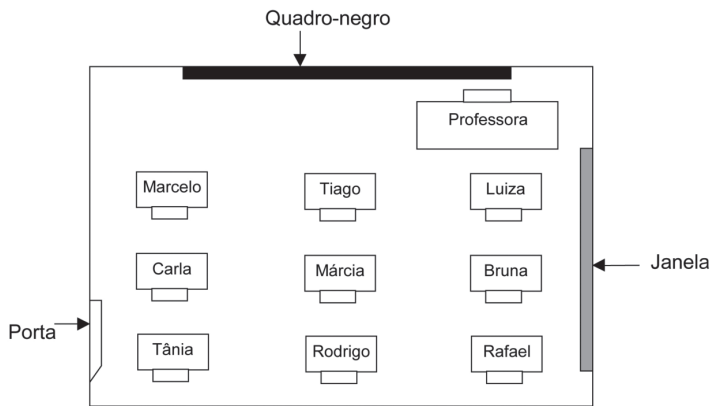 Quadro-negro
Professora
Marcelo
Tiago
Luiza
Carla
Márcia
Bruna
Janela
Porta
Tânia
Rodrigo
Rafael